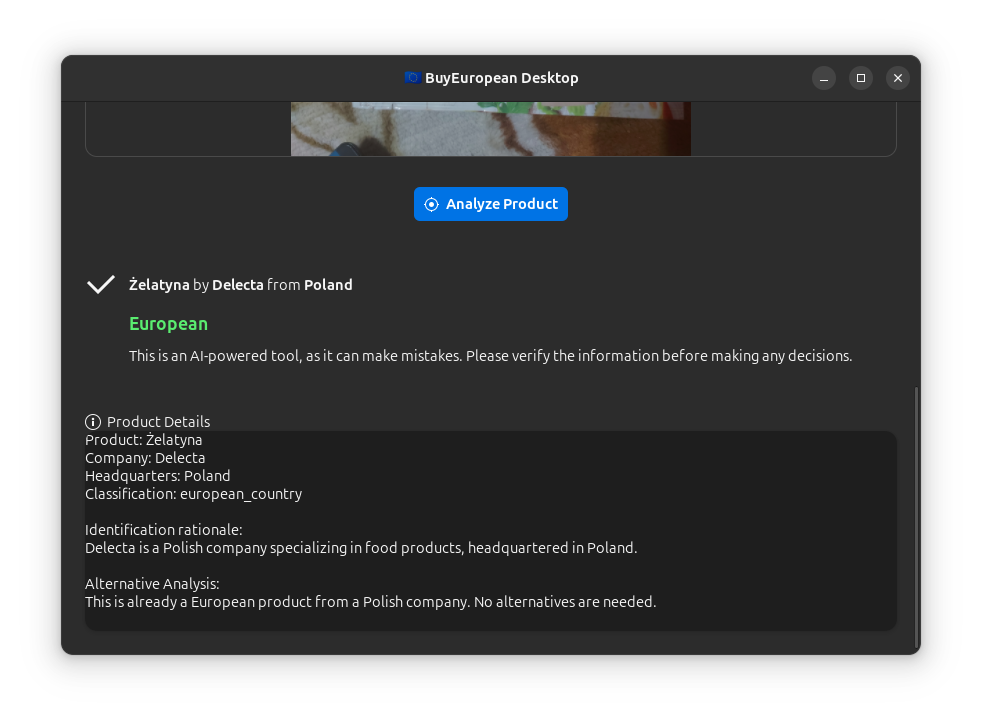 BuyEuropean Desktop
Analyze Product
Żelatyna by Delecta from Poland
European
This is an AI-powered tool, as it can make mistakes. Please verify the information before making any decisions.
Product Details
Product: Żelatyna
Company: Delecta
Headquarters: Poland
Classification: european_country
Identification rationale:
Delecta is a Polish company specializing in food products, headquartered in Poland.
Alternative Analysis:
This is already a European product from a Polish company. No alternatives are needed.